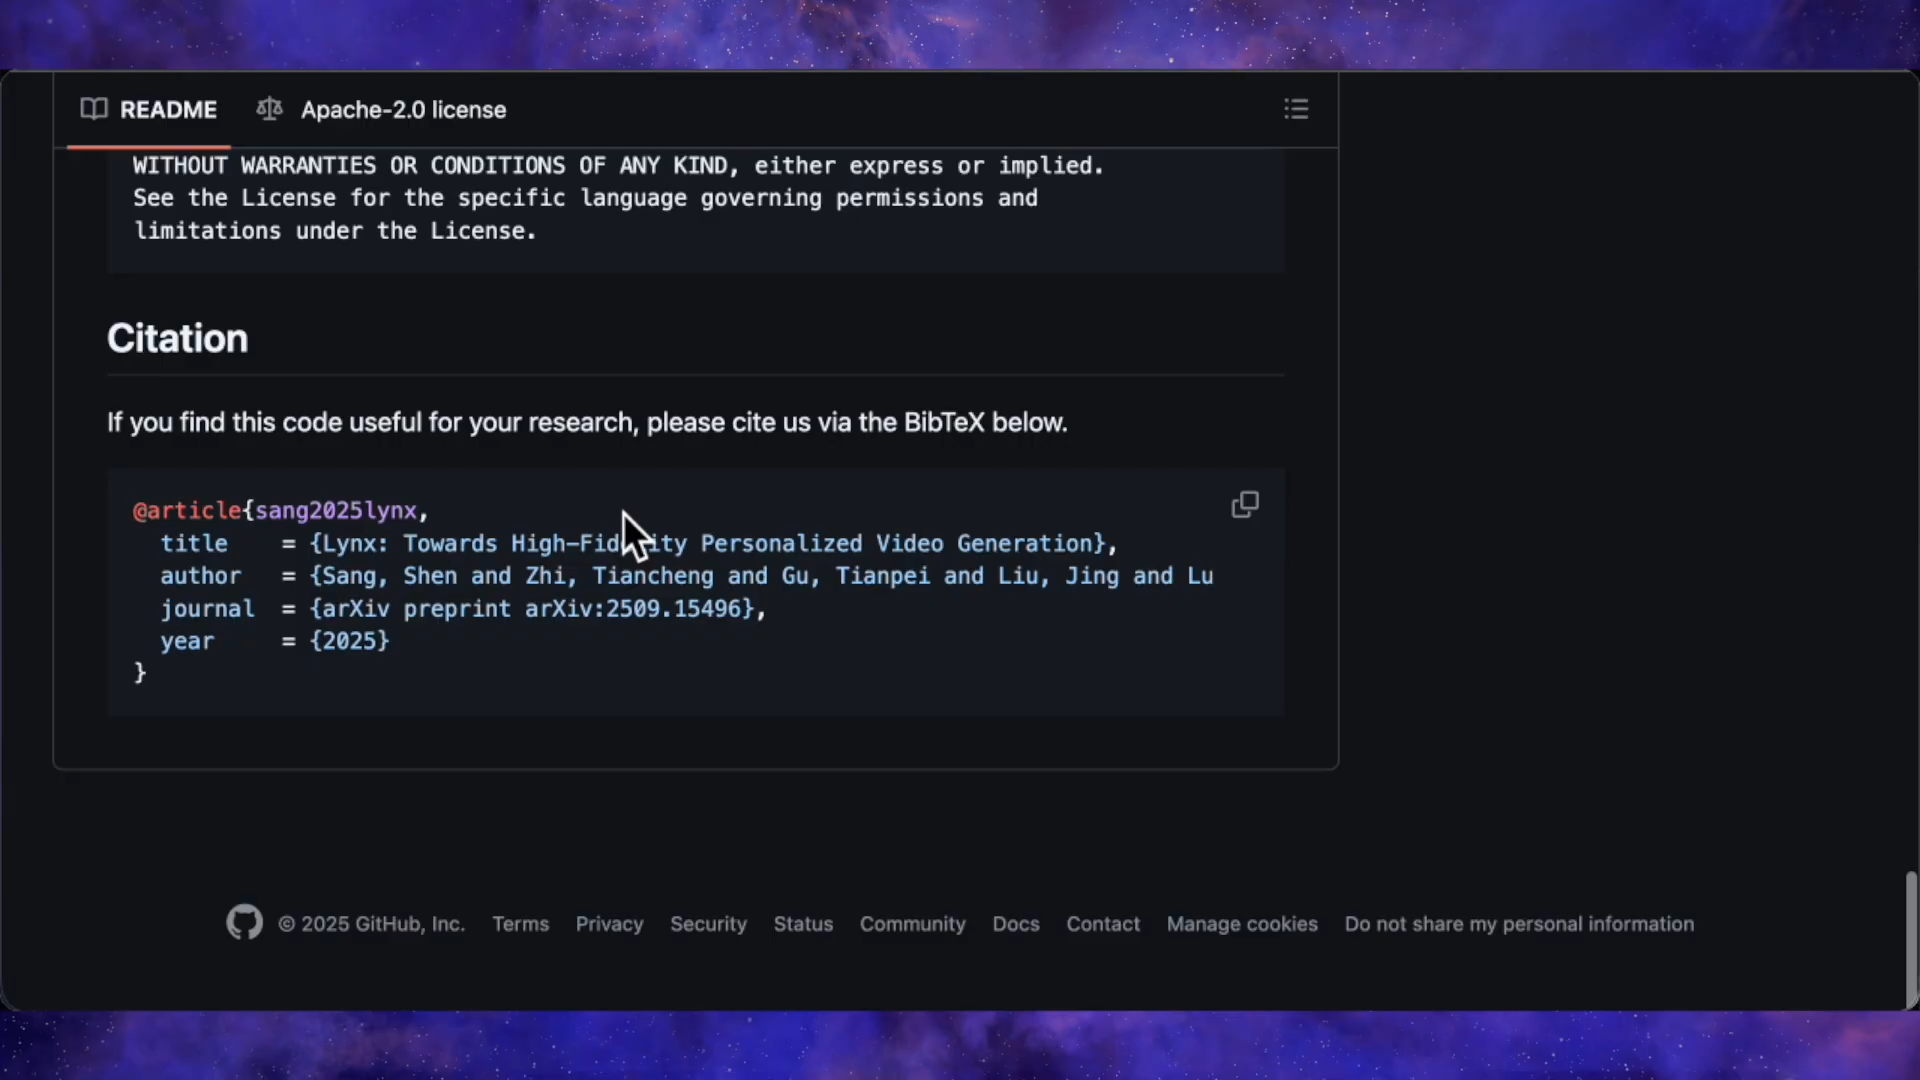 README Apache-2.0 license
WITHOUT WARRANTIES OR CONDITIONS OF ANY KIND, either express or implied.
See the License for the specific language governing permissions and
limitations under the License.
Citation
If you find this code useful for your research, please cite us via the BibTeX below.
@article{sang2025lynx,
title = {Lynx: Towards High-Fidelity Personalized Video Generation},
author = {Sang, Shen and Zhi, Tiancheng and Gu, Tianpei and Liu, Jing and Lu
journal = {arXiv preprint arXiv:2509.15496},
year = {2025}
}
© 2025 GitHub, Inc. Terms Privacy Security Status Community Docs Contact Manage cookies Do not share my personal information